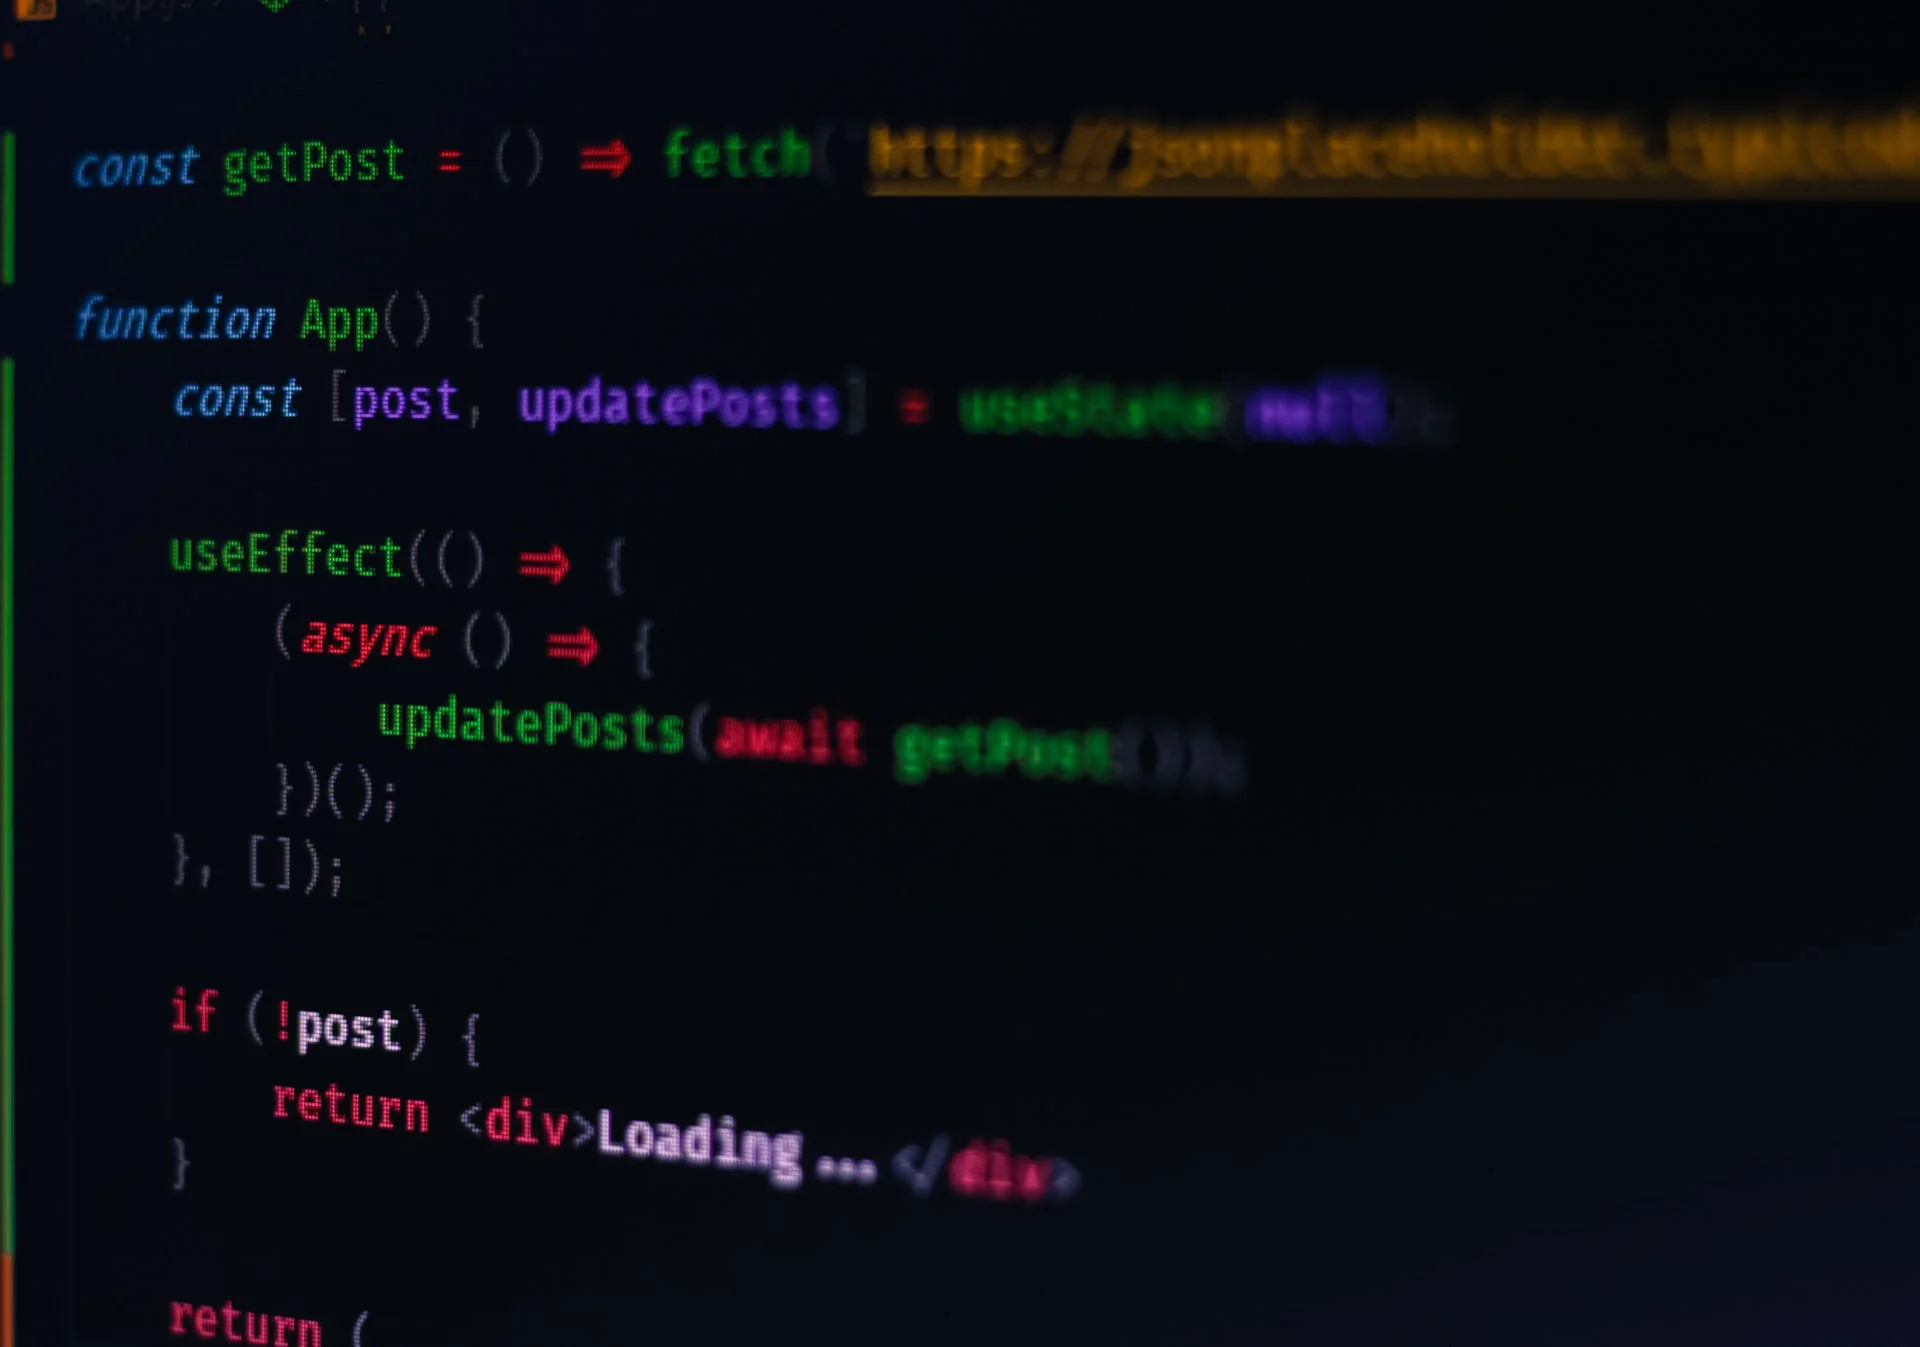 const getPost = () => fetch( https://jsonplaceholder.typicod
function App() {
const [post, updatePosts] = useState(null);
useEffect(() => {
(async () => {
updatePosts(await getPost());
})();
}, []);
if (!post) {
return <div>Loading...</div>
}
return (